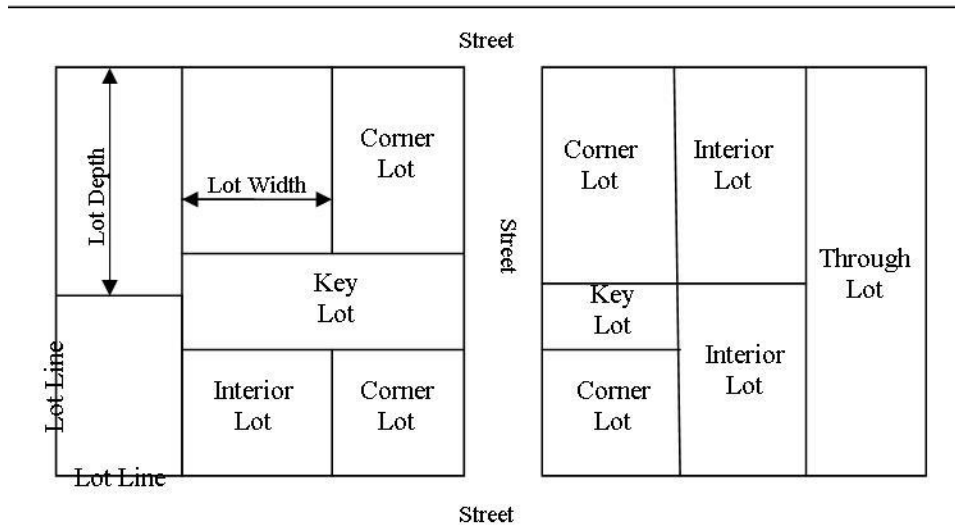 Street
Corner
Lot
Lot Depth
Lot Width
Key
Lot
Lot Line
Interior
Lot
Corner
Lot
Lot Line
Street
Corner
Lot
Interior
Lot
Through
Lot
Key
Lot
Interior
Lot
Corner
Lot
Street